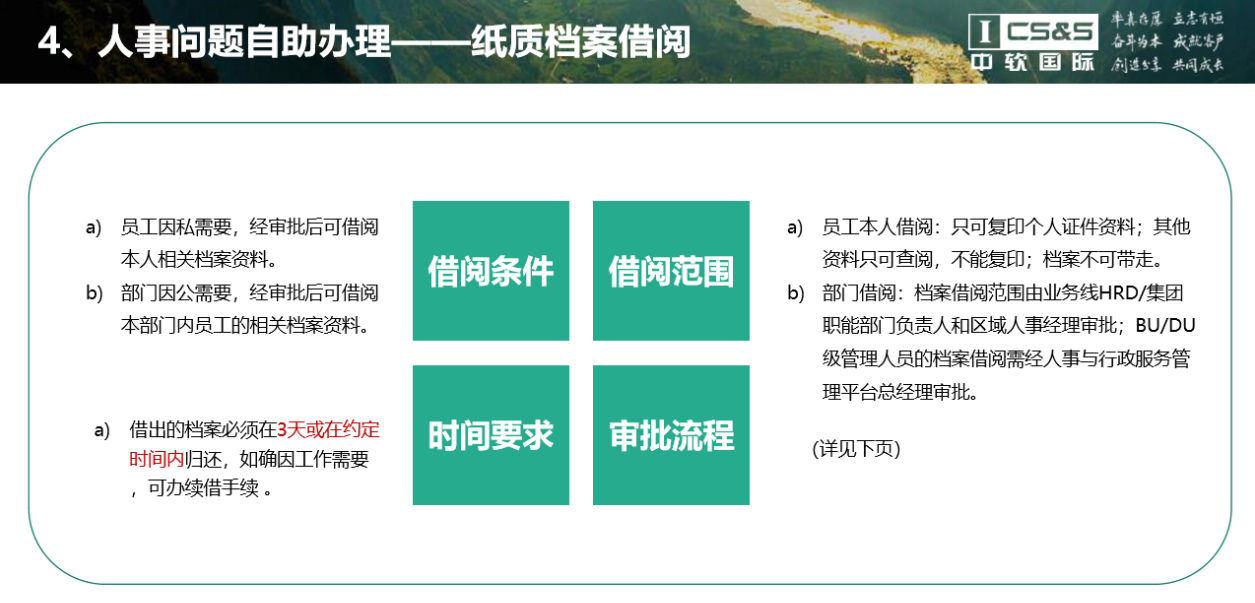 4、人事问题自助办理——纸质档案借阅
I CS&S
中软国际
率真存厚 立志有恒
奋斗为本 成就客户
创造分享 共同成长
a) 员工因私需要，经审批后可借阅
本人相关档案资料。
b) 部门因公需要，经审批后可借阅
本部门内员工的相关档案资料。
借阅条件
借阅范围
a) 员工本人借阅：只可复印个人证件资料；其他
资料只可查阅，不能复印；档案不可带走。
b) 部门借阅：档案借阅范围由业务线HRD/集团
职能部门负责人和区域人事经理审批；BU/DU
级管理人员的档案借阅需经人事与行政服务管
理平台总经理审批。
a) 借出的档案必须在3天或在约定
时间内归还，如确因工作需要
，可办续借手续 。
时间要求
审批流程
(详见下页)